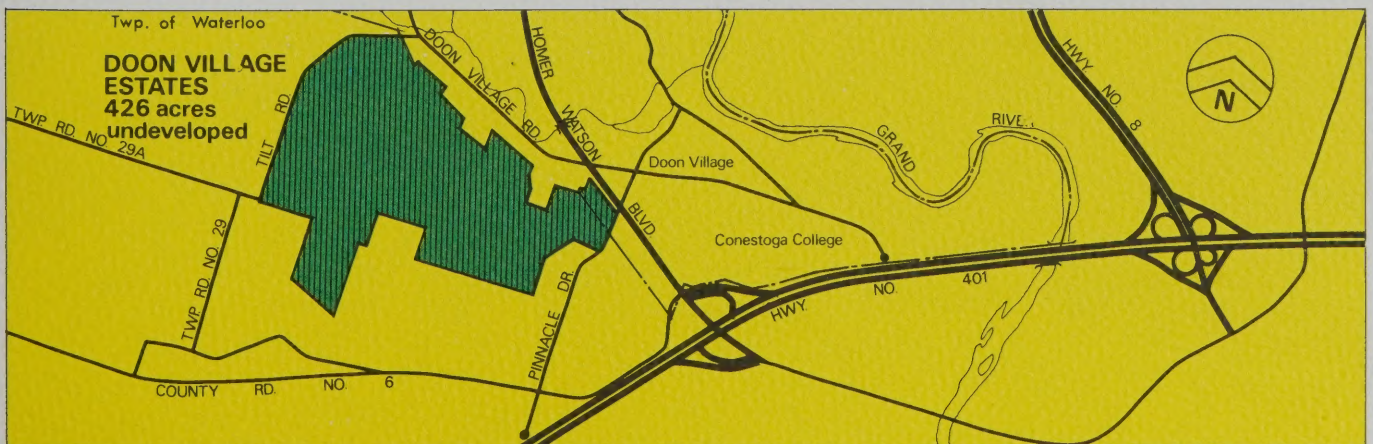 Twp. of Waterloo
DOON VILLAGE
ESTATES
426 acres
undeveloped
TWP. RD. NO. 29A
TILT RD.
DOON VILLAGE RD.
HOMER WATSON BLVD.
Doon Village
GRAND RIVE..
HWY NO. 8
N
Conestoga College
TWP. RD. NO. 29
PINNACLE DR.
HWY. NO. 401
COUNTY RD. NO. 6